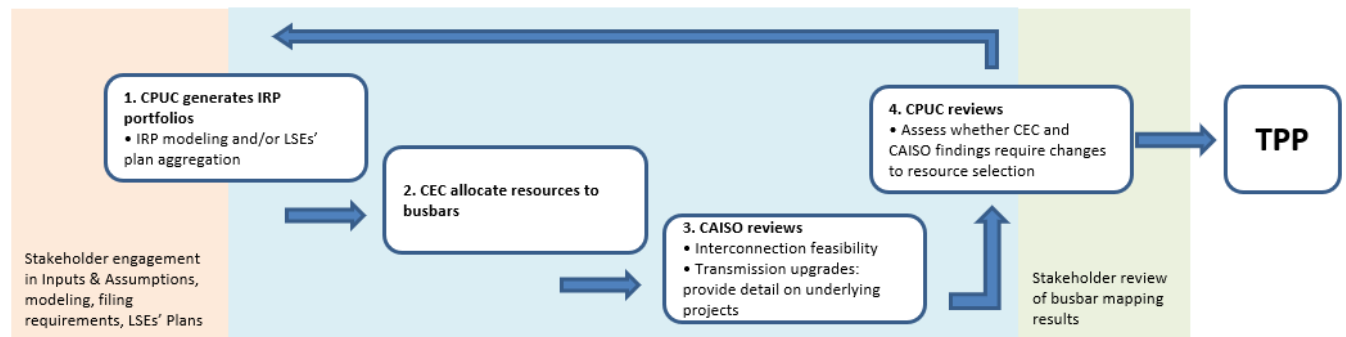 1. CPUC generates IRP
portfolios
• IRP modeling and/or LSEs’
plan aggregation
2. CEC allocate resources to
busbars
3. CAISO reviews
• Interconnection feasibility
• Transmission upgrades:
provide detail on underlying
projects
4. CPUC reviews
• Assess whether CEC and
CAISO findings require changes
to resource selection
TPP
Stakeholder engagement
in Inputs & Assumptions,
modeling, filing
requirements, LSEs’ Plans
Stakeholder review
of busbar mapping
results